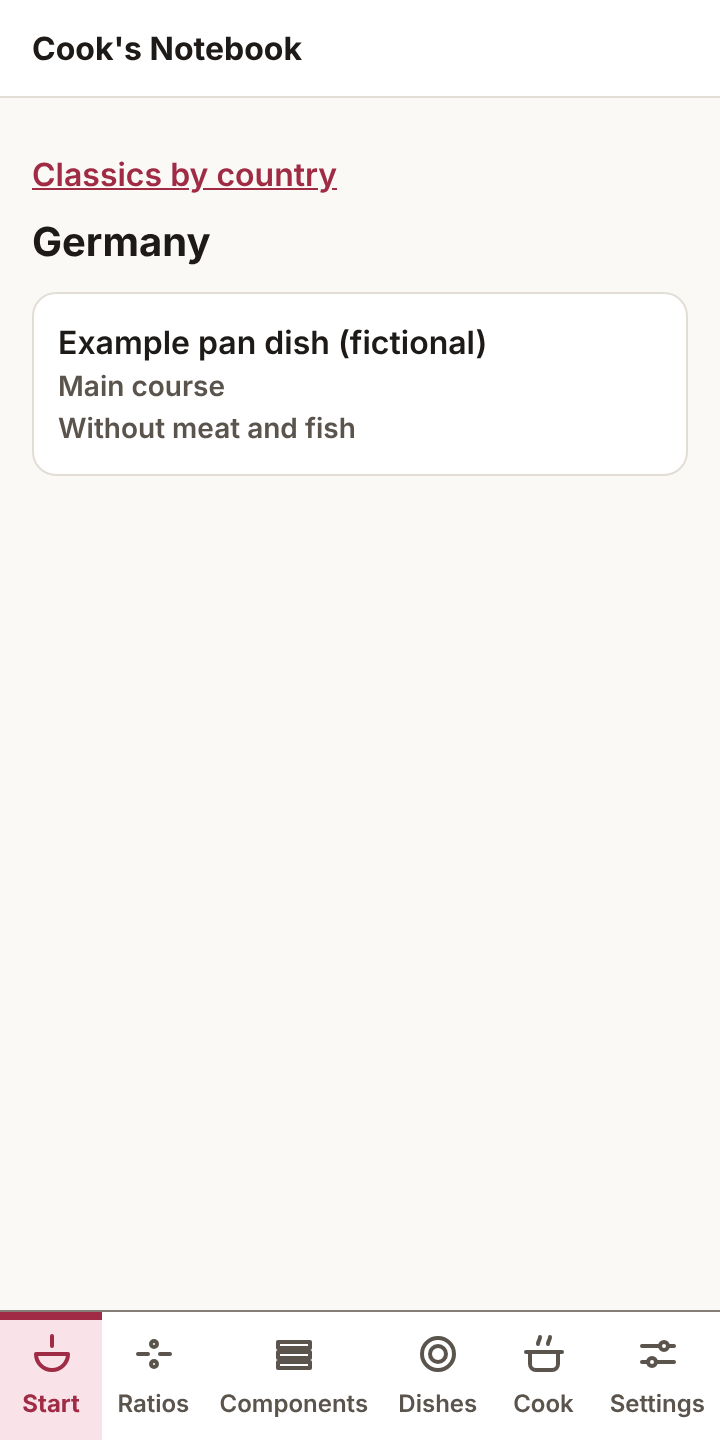 Cook's Notebook
Classics by country
Germany
Example pan dish (fictional)
Main course
Without meat and fish
Start
Ratios
Components
Dishes
Cook
Settings